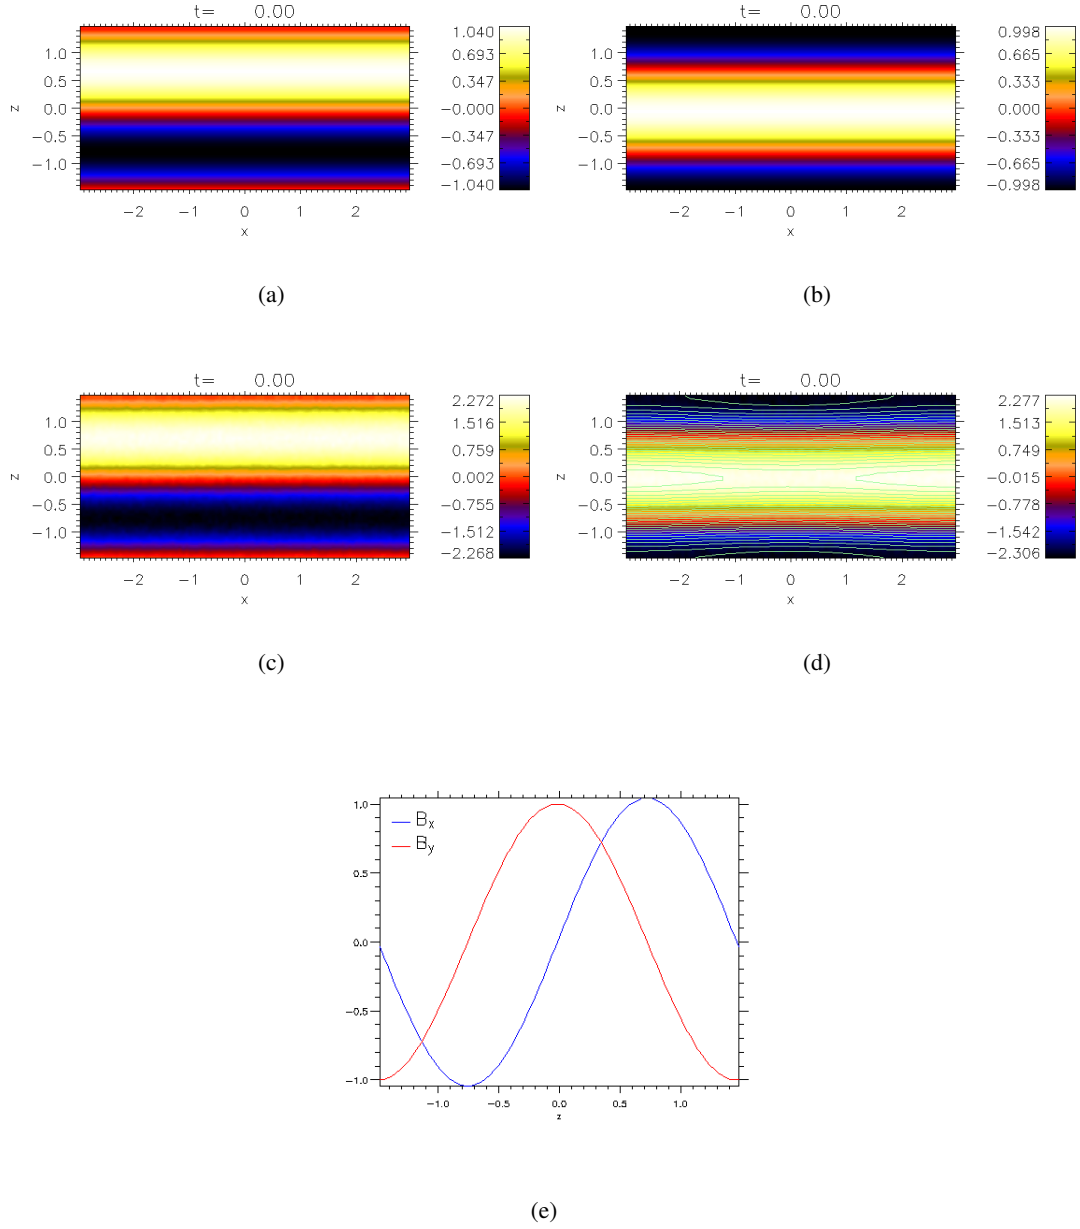 t= 0.00
1.0
0.5
0.0
−0.5
−1.0
z
−2 −1 0 1 2
x
1.040
0.693
0.347
−0.000
−0.347
−0.693
−1.040
(a)
t= 0.00
1.0
0.5
0.0
−0.5
−1.0
z
−2 −1 0 1 2
x
0.998
0.665
0.333
0.000
−0.333
−0.665
−0.998
(b)
t= 0.00
1.0
0.5
0.0
−0.5
−1.0
z
−2 −1 0 1 2
x
2.277
1.516
0.759
0.002
−0.755
−1.512
−2.268
(c)
t= 0.00
1.0
0.5
0.0
−0.5
−1.0
z
−2 −1 0 1 2
x
2.272
1.513
0.749
−0.015
−0.778
−1.542
−2.306
(d)
1.0
0.5
0.0
−0.5
−1.0
B_x
B_y
−1.0 −0.5 0.0 0.5 1.0
z
(e)